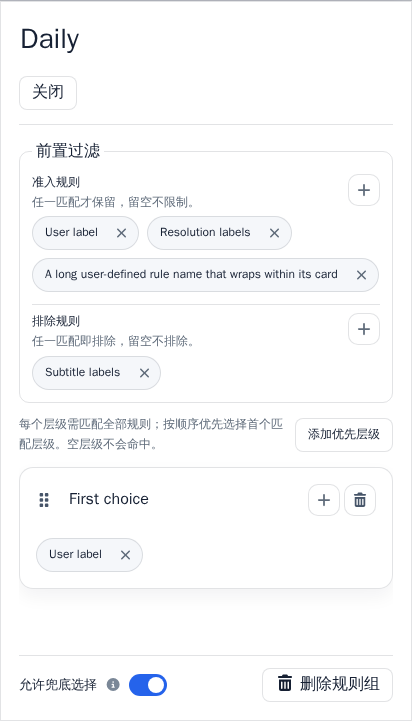 Daily
关闭
前置过滤
准入规则
任一匹配才保留，留空不限制。
User label
Resolution labels
A long user-defined rule name that wraps within its card
排除规则
任一匹配即排除，留空不排除。
Subtitle labels
每个层级需匹配全部规则；按顺序优先选择首个匹
配层级。空层级不会命中。
添加优先层级
First choice
User label
允许兜底选择
删除规则组